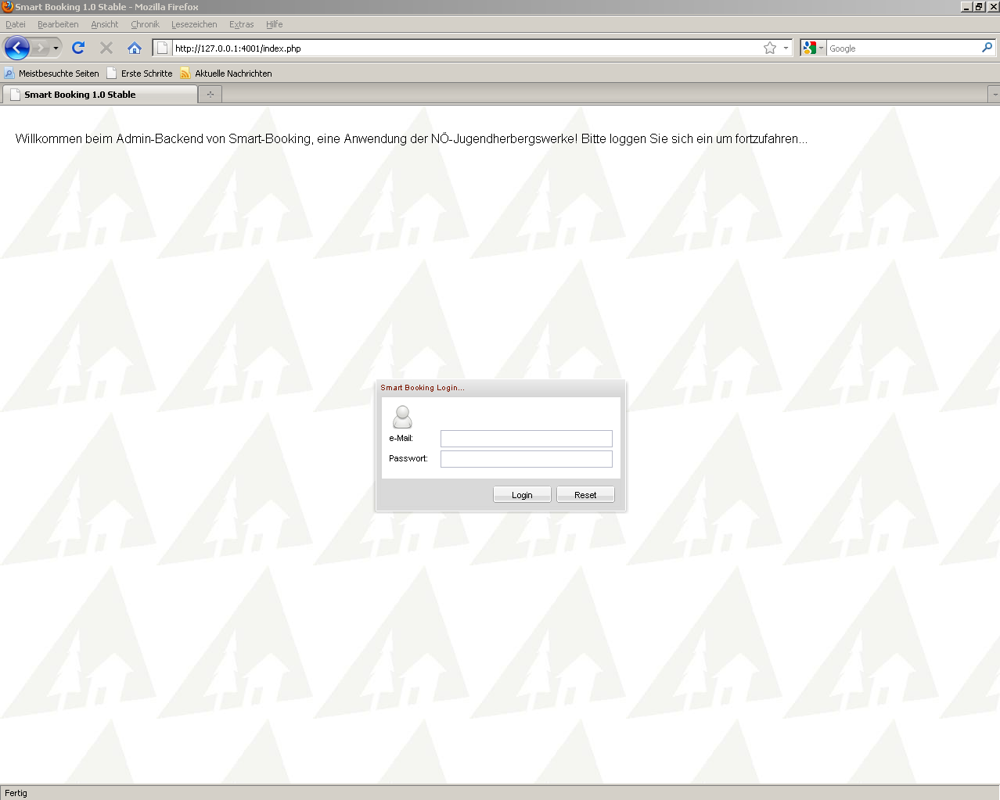 Smart Booking 1.0 Stable - Mozilla Firefox
Datei Bearbeiten Ansicht Chronik Lesezeichen Extras Hilfe
http://127.0.0.1:4001/index.php Google
Meistbesuchte Seiten Erste Schritte Aktuelle Nachrichten
Smart Booking 1.0 Stable
Willkommen beim Admin-Backend von Smart-Booking, eine Anwendung der NÖ-Jugendherbergswerke! Bitte loggen Sie sich ein um fortzufahren...
Smart Booking Login...
e-Mail:
Passwort:
Login Reset
Fertig